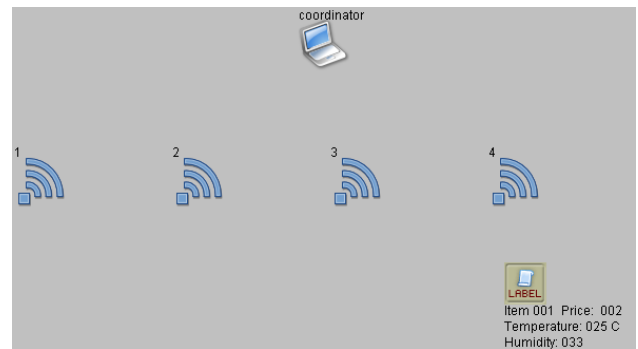 coordinator
1
2
3
4
LABEL
Item 001 Price: 002
Temperature: 025 C
Humidity: 033